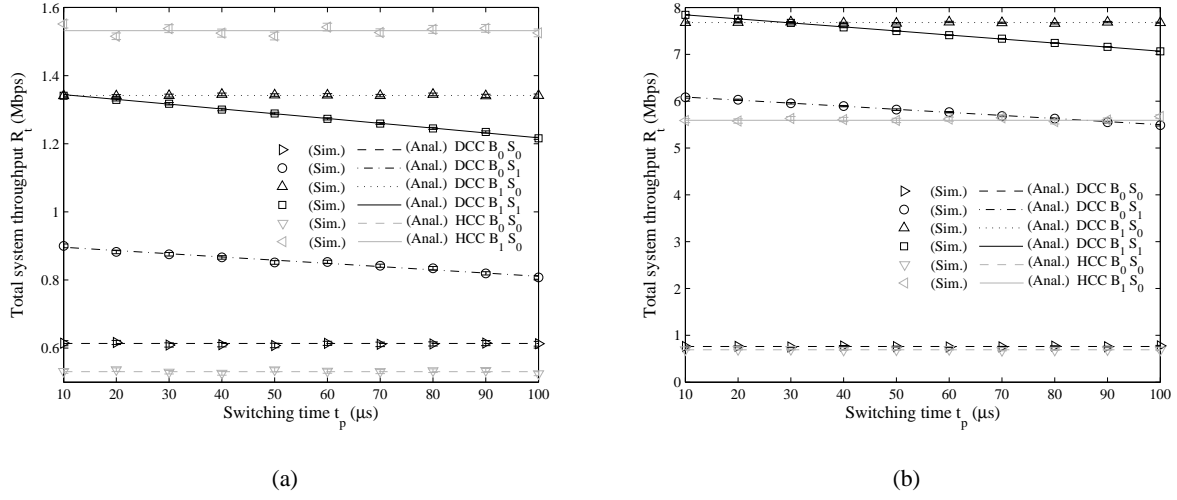 1.6
1.4
1.2
1
0.8
0.6
Total system throughput R_t (Mbps)
(Sim.) (Anal.) DCC B_0 S_0
(Sim.) (Anal.) DCC B_0 S_1
(Sim.) (Anal.) DCC B_1 S_0
(Sim.) (Anal.) DCC B_1 S_1
(Sim.) (Anal.) HCC B_0 S_0
(Sim.) (Anal.) HCC B_1 S_0
10 20 30 40 50 60 70 80 90 100
Switching time t_p (μs)
(a)
8
7
6
5
4
3
2
1
0
Total system throughput R_t (Mbps)
(Sim.) (Anal.) DCC B_0 S_0
(Sim.) (Anal.) DCC B_0 S_1
(Sim.) (Anal.) DCC B_1 S_0
(Sim.) (Anal.) DCC B_1 S_1
(Sim.) (Anal.) HCC B_0 S_0
(Sim.) (Anal.) HCC B_1 S_0
10 20 30 40 50 60 70 80 90 100
Switching time t_p (μs)
(b)